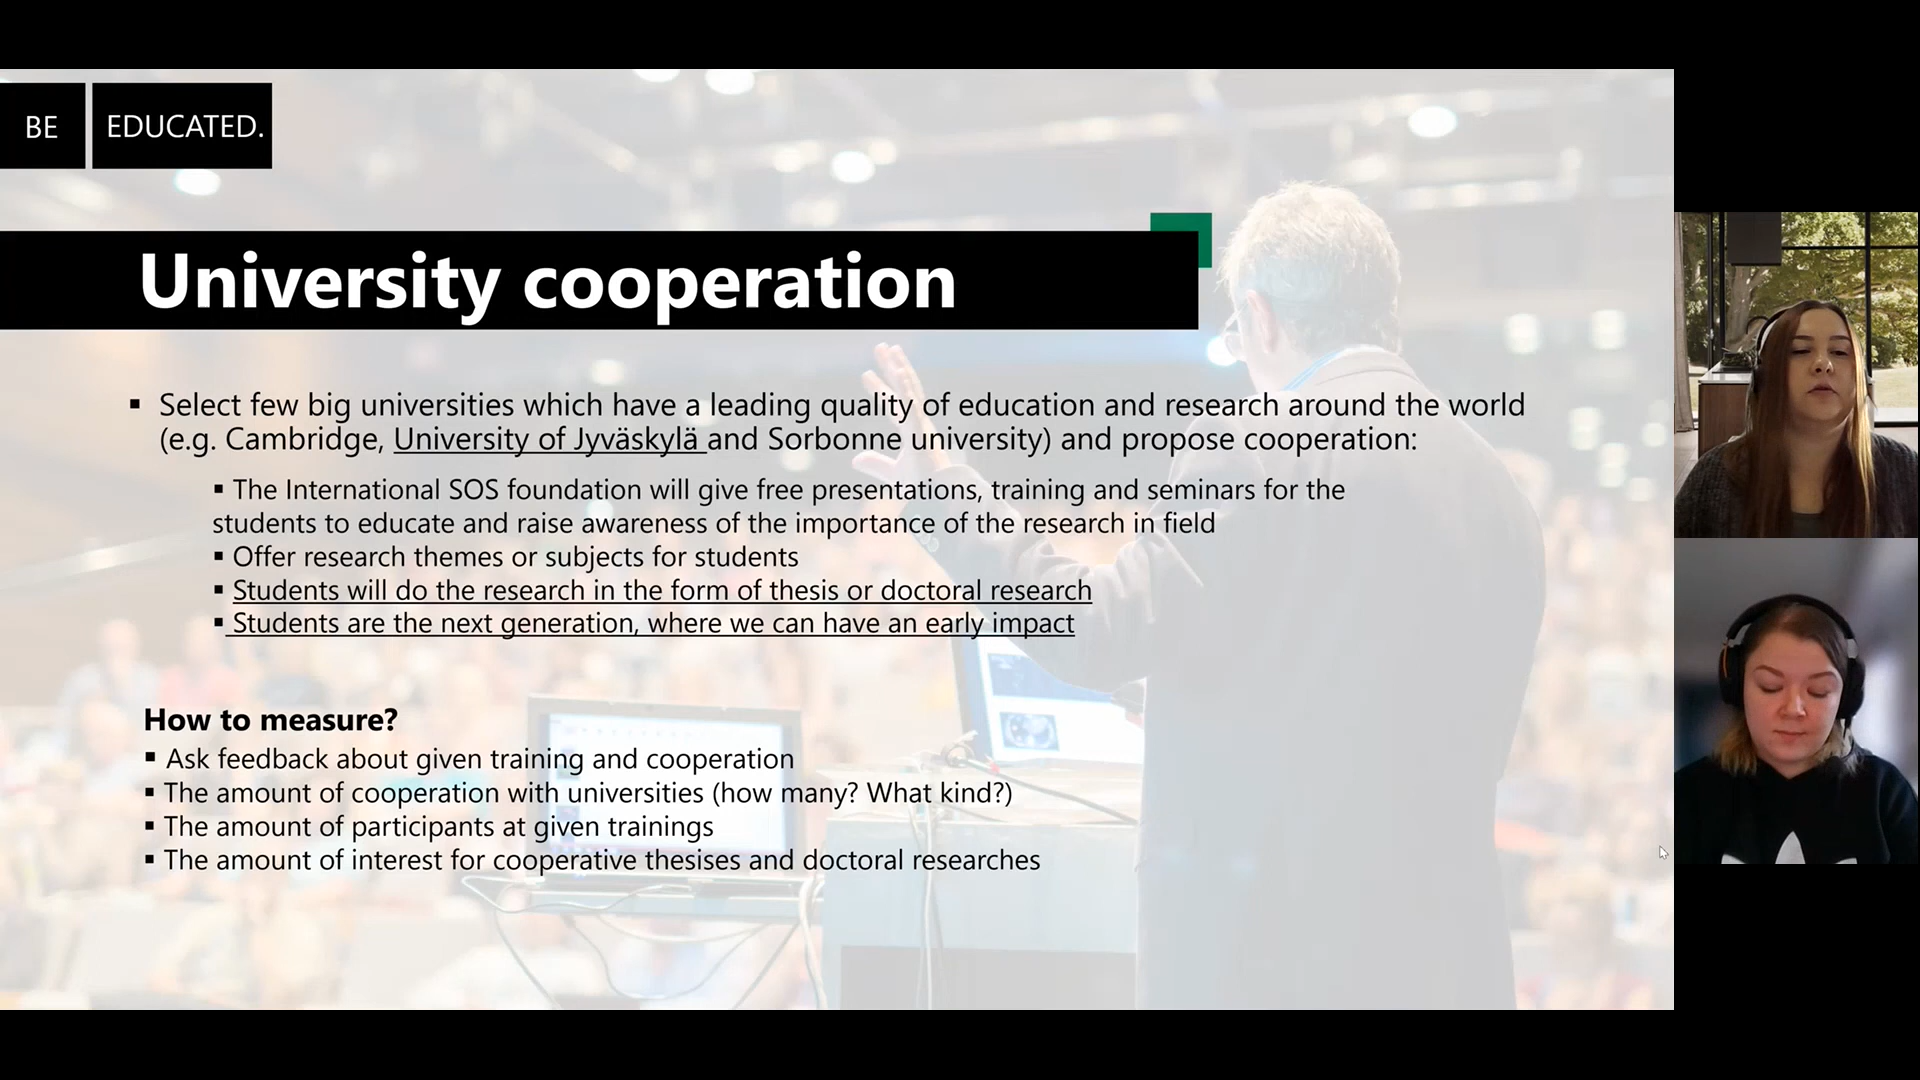 BE EDUCATED.
University cooperation
▪ Select few big universities which have a leading quality of education and research around the world
(e.g. Cambridge, University of Jyväskylä and Sorbonne university) and propose cooperation:
▪ The International SOS foundation will give free presentations, training and seminars for the
students to educate and raise awareness of the importance of the research in field
▪ Offer research themes or subjects for students
▪ Students will do the research in the form of thesis or doctoral research
▪ Students are the next generation, where we can have an early impact
How to measure?
▪ Ask feedback about given training and cooperation
▪ The amount of cooperation with universities (how many? What kind?)
▪ The amount of participants at given trainings
▪ The amount of interest for cooperative thesises and doctoral researches